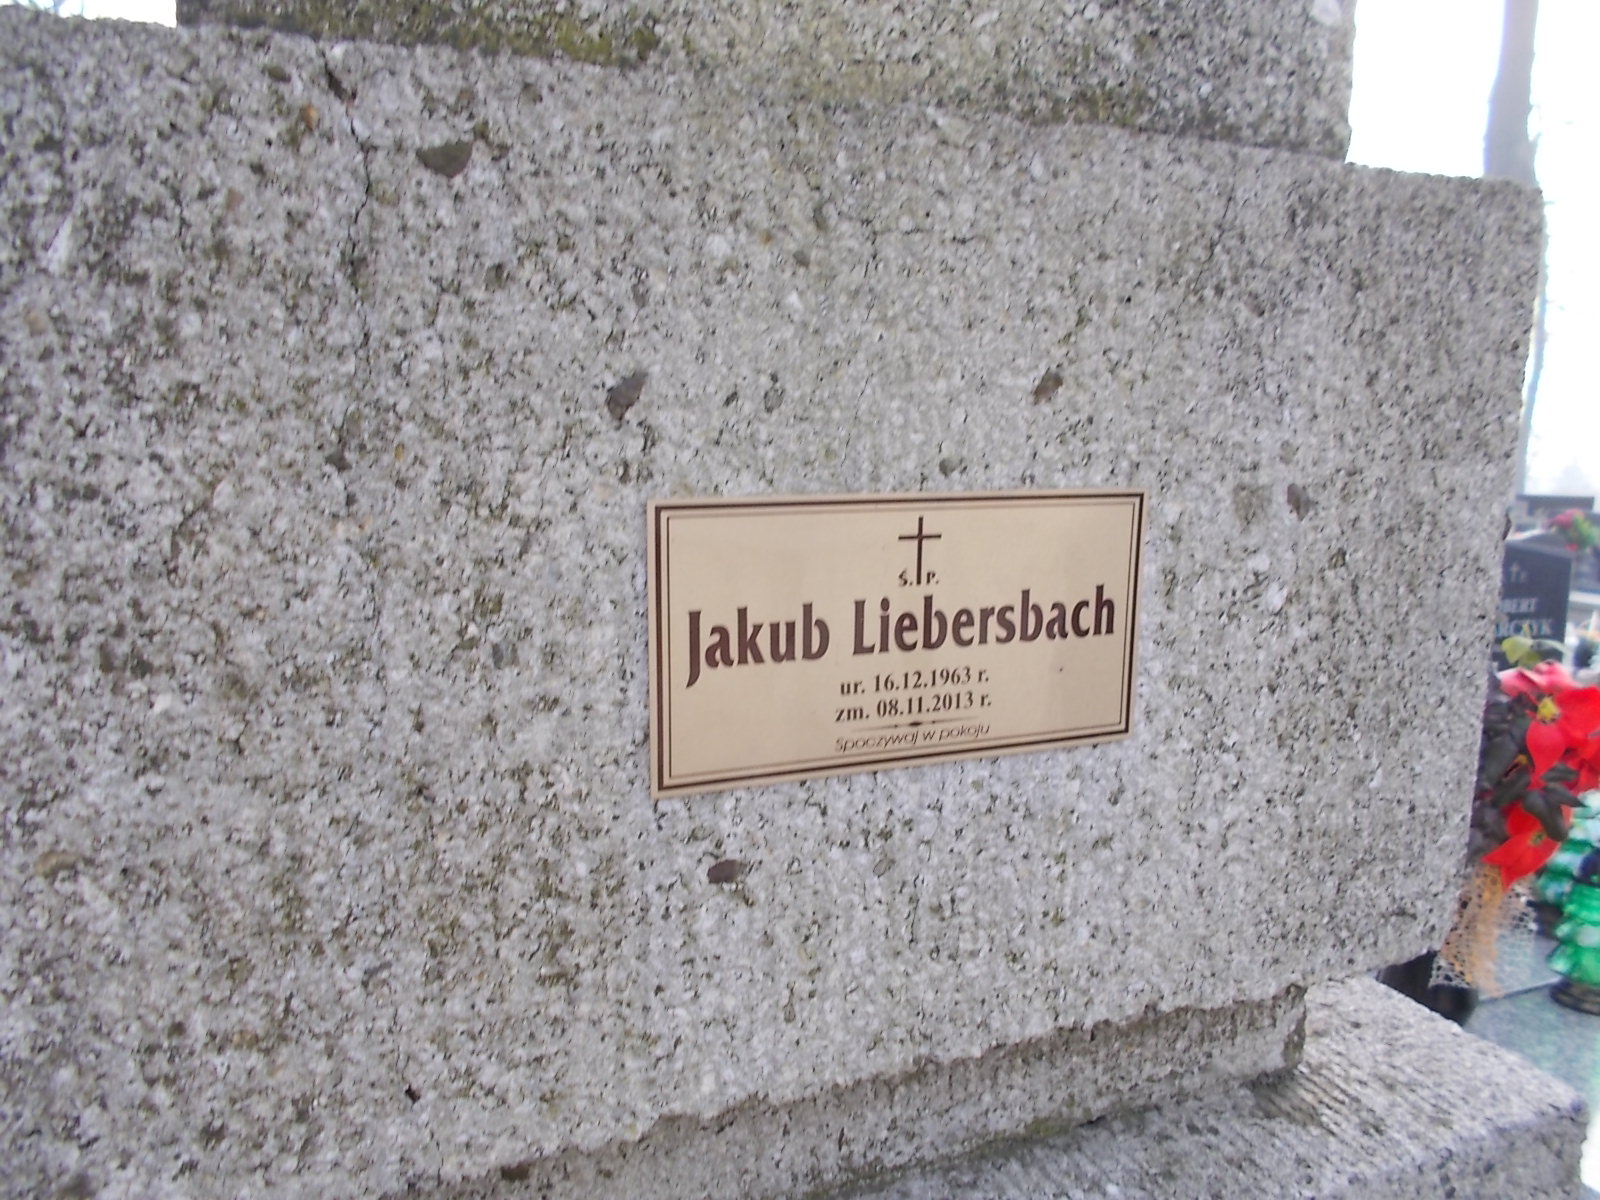 Ś. P.
Jakub Liebersbach
ur. 16.12.1963 r.
zm. 08.11.2013 r.
Spoczywaj w pokoju